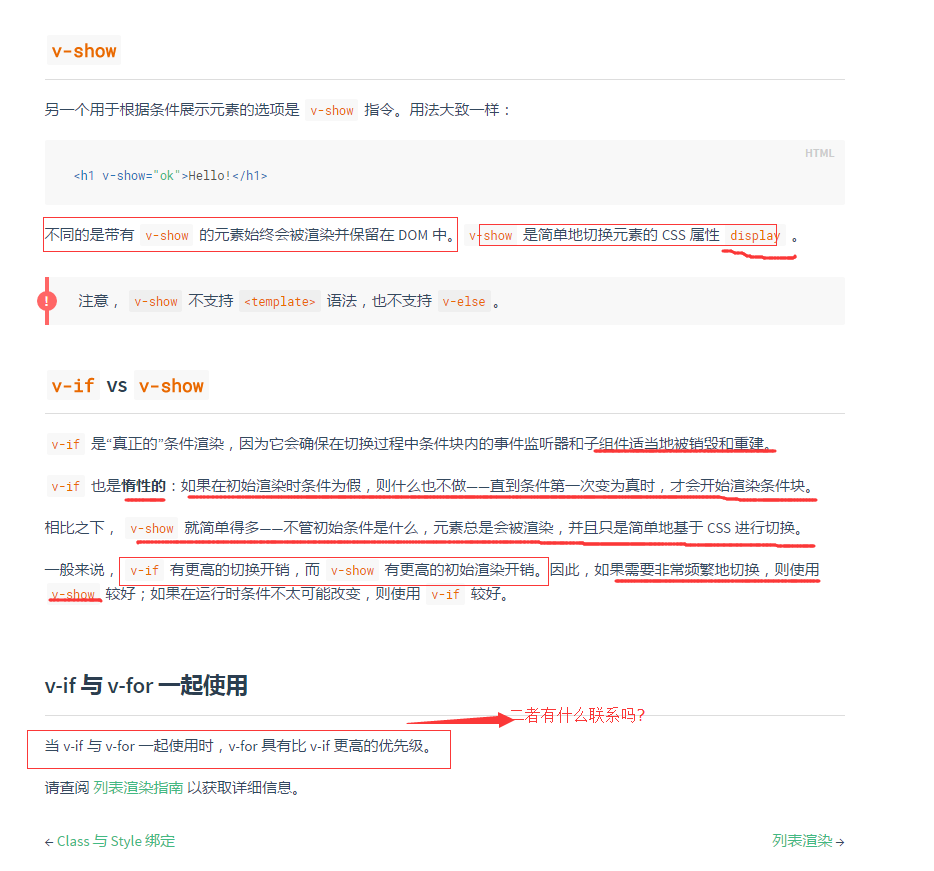 v-show
另一个用于根据条件展示元素的选项是 v-show 指令。用法大致一样：
HTML
<h1 v-show="ok">Hello!</h1>
不同的是带有 v-show 的元素始终会被渲染并保留在 DOM 中。 v-show 是简单地切换元素的 CSS 属性 display 。
! 注意， v-show 不支持 <template> 语法，也不支持 v-else 。
v-if vs v-show
v-if 是“真正的”条件渲染，因为它会确保在切换过程中条件块内的事件监听器和子组件适当地被销毁和重建。
v-if 也是惰性的：如果在初始渲染时条件为假，则什么也不做——直到条件第一次变为真时，才会开始渲染条件块。
相比之下， v-show 就简单得多——不管初始条件是什么，元素总是会被渲染，并且只是简单地基于 CSS 进行切换。
一般来说， v-if 有更高的切换开销，而 v-show 有更高的初始渲染开销。因此，如果需要非常频繁地切换，则使用
v-show 较好；如果在运行时条件不太可能改变，则使用 v-if 较好。
v-if 与 v-for 一起使用
二者有什么联系吗?
当 v-if 与 v-for 一起使用时，v-for 具有比 v-if 更高的优先级。
请查阅 列表渲染指南 以获取详细信息。
← Class 与 Style 绑定
列表渲染 →